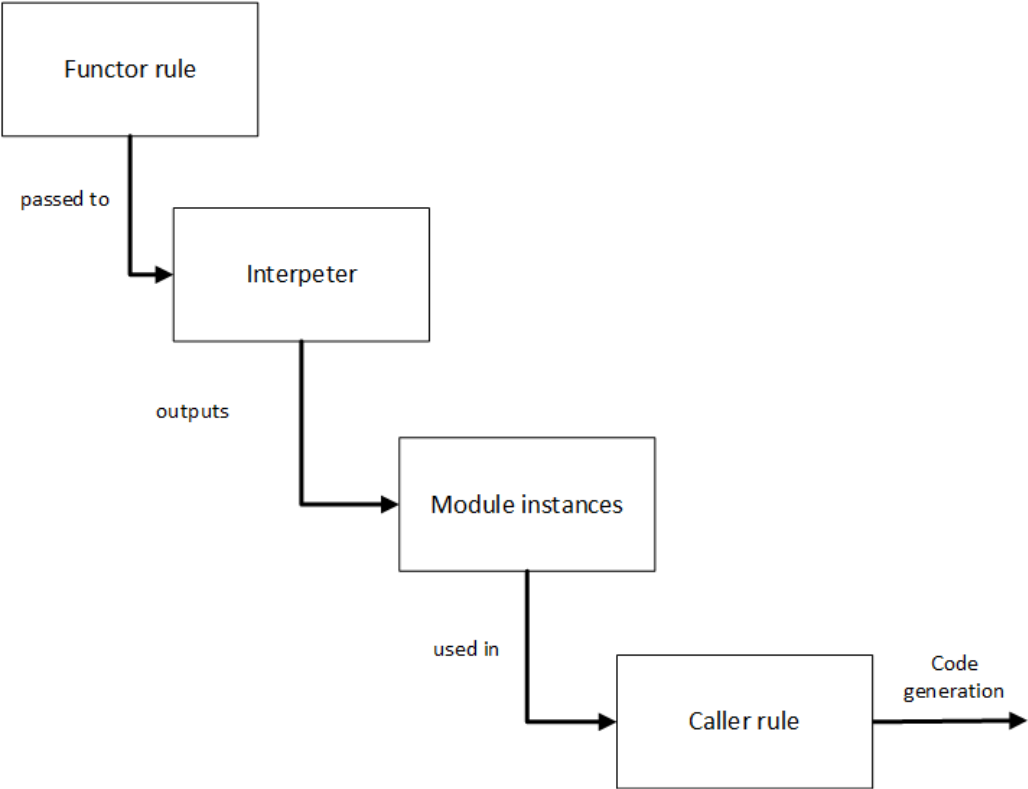 Functor rule
passed to
Interpeter
outputs
Module instances
used in
Code
generation
Caller rule